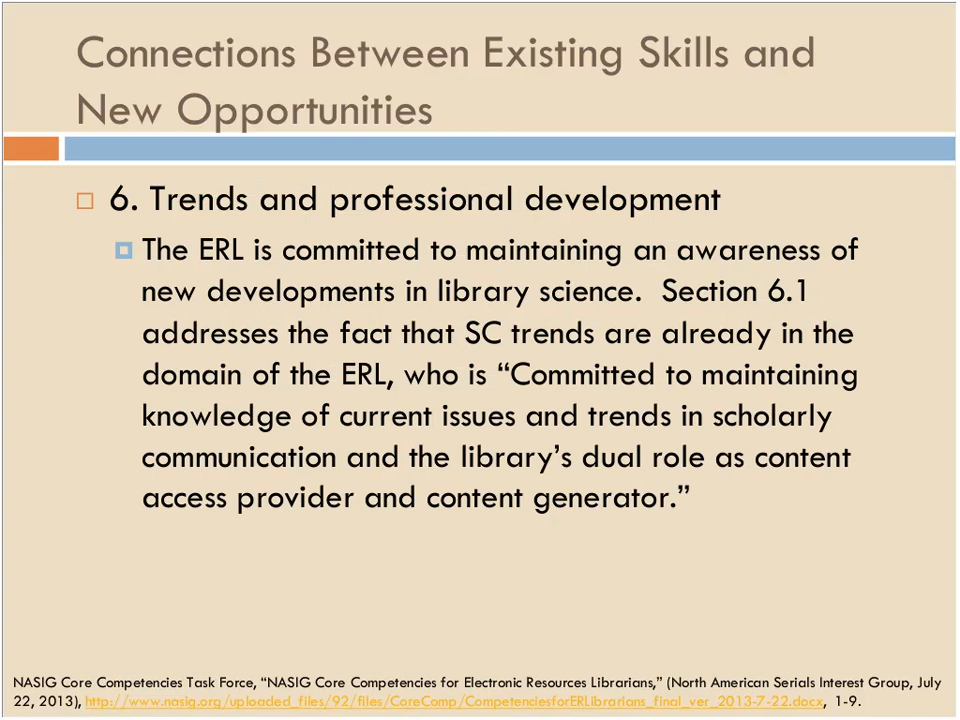 Connections Between Existing Skills and
New Opportunities
6. Trends and professional development
The ERL is committed to maintaining an awareness of
new developments in library science.  Section 6.1
addresses the fact that SC trends are already in the
domain of the ERL, who is “Committed to maintaining
knowledge of current issues and trends in scholarly
communication and the library’s dual role as content
access provider and content generator.”
NASIG Core Competencies Task Force, “NASIG Core Competencies for Electronic Resources Librarians,” (North American Serials Interest Group, July
22, 2013), http://www.nasig.org/uploaded_files/92/files/CoreComp/CompetenciesforERLibrarians_final_ver_2013-7-22.docx,  1-9.